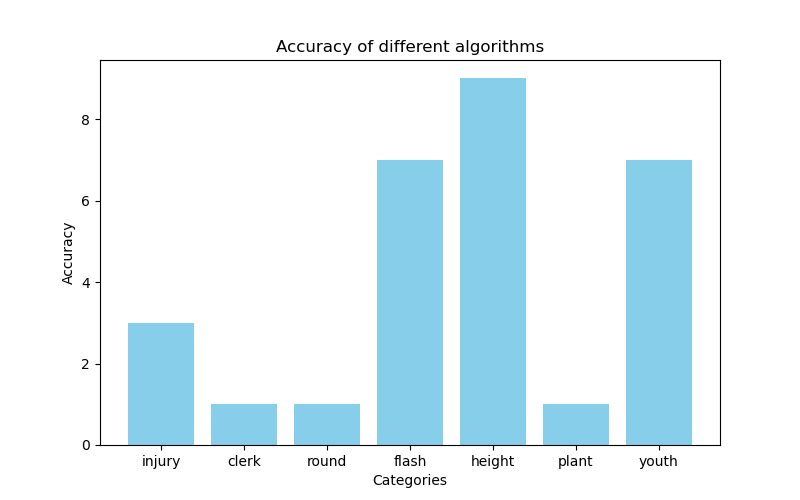 Accuracy of different algorithms
Accuracy
8
6
4
2
0
injury clerk round flash height plant youth
Categories